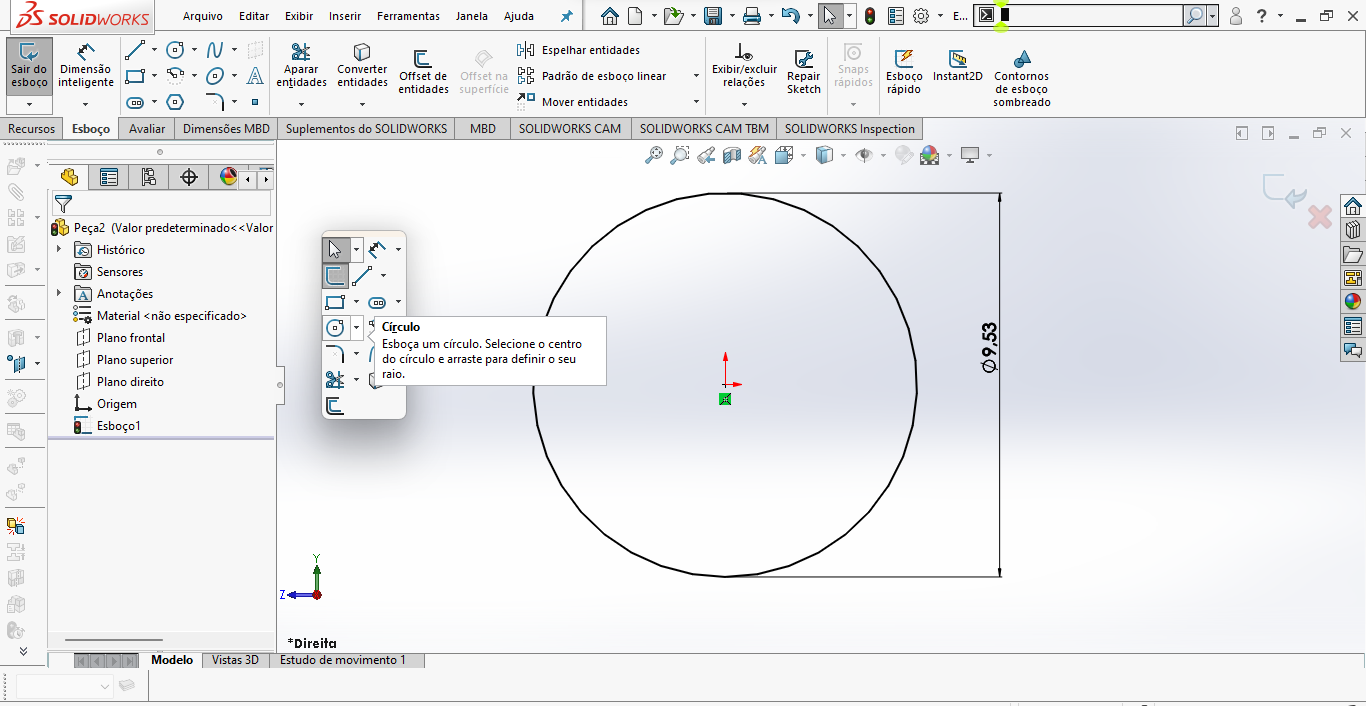 SOLIDWORKS
Arquivo Editar Exibir Inserir Ferramentas Janela Ajuda
E...
Sair do esboço
Dimensão inteligente
Aparar entidades
Converter entidades
Offset de entidades
Offset na superfície
Espelhar entidades
Padrão de esboço linear
Mover entidades
Exibir/excluir relações
Repair Sketch
Snaps rápidos
Esboço rápido
Instant2D
Contornos de esboço sombreado
Recursos Esboço Avaliar Dimensões MBD Suplementos do SOLIDWORKS MBD SOLIDWORKS CAM SOLIDWORKS CAM TBM SOLIDWORKS Inspection
Peça2 (Valor predeterminado<<Valor
Histórico
Sensores
Anotações
Material <não especificado>
Plano frontal
Plano superior
Plano direito
Origem
Esboço1
Círculo
Esboça um círculo. Selecione o centro
do círculo e arraste para definir o seu
raio.
Ø9,53
Y
Z
*Direita
Modelo Vistas 3D Estudo de movimento 1